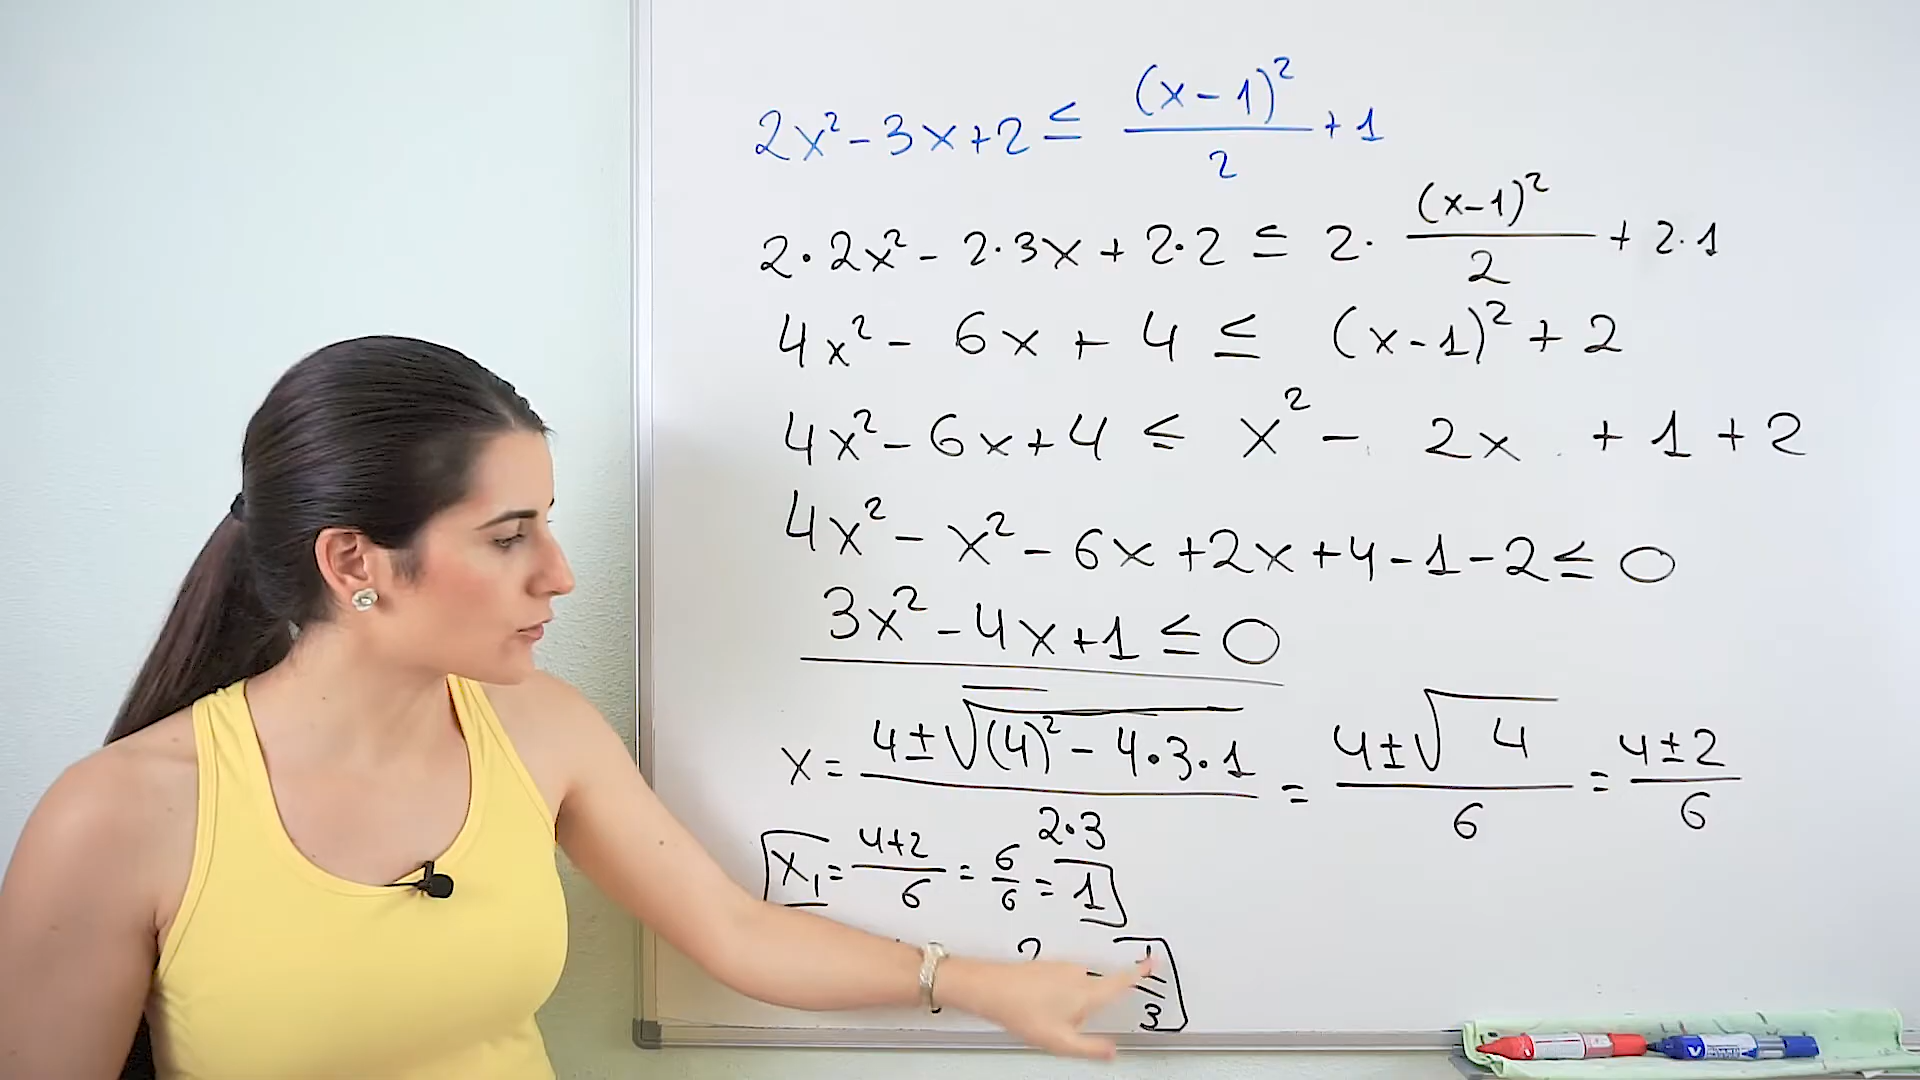 2x² - 3x + 2 ≤ (x-1)²/2 + 1
2·2x² - 2·3x + 2·2 ≤ 2·(x-1)²/2 + 2·1
4x² - 6x + 4 ≤ (x-1)² + 2
4x² - 6x + 4 ≤ x² - 2x + 1 + 2
4x² - x² - 6x + 2x + 4 - 1 - 2 ≤ 0
3x² - 4x + 1 ≤ 0
x = (4 ± √((4)² - 4·3·1))/(2·3) = (4 ± √4)/6 = (4 ± 2)/6
x₁ = (4+2)/6 = 6/6 = 1
2 = 1/3